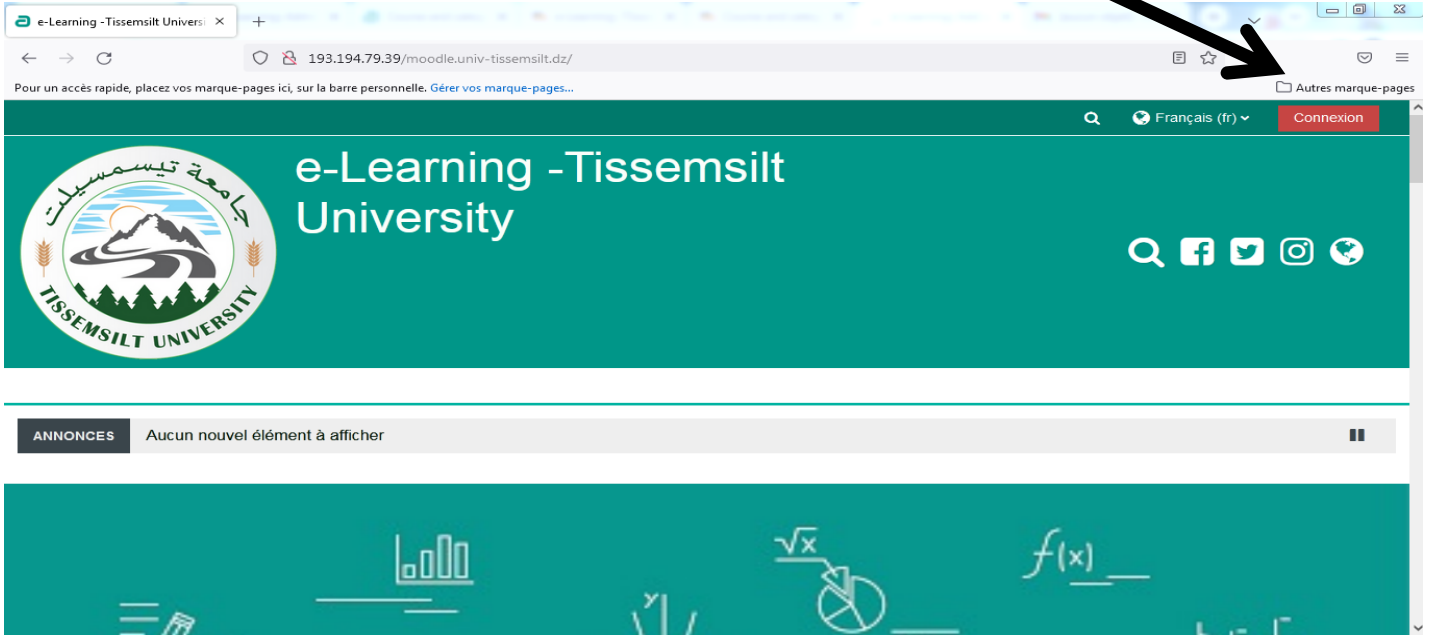 e-Learning -Tissemsilt Universi
193.194.79.39/moodle.univ-tissemsilt.dz/
Pour un accès rapide, placez vos marque-pages ici, sur la barre personnelle. Gérer vos marque-pages...
Autres marque-pages
Français (fr)
Connexion
جامعة تيسمسيلت
TISSEMSILT UNIVERSITY
e-Learning -Tissemsilt
University
ANNONCES
Aucun nouvel élément à afficher
√x
f(x)
y